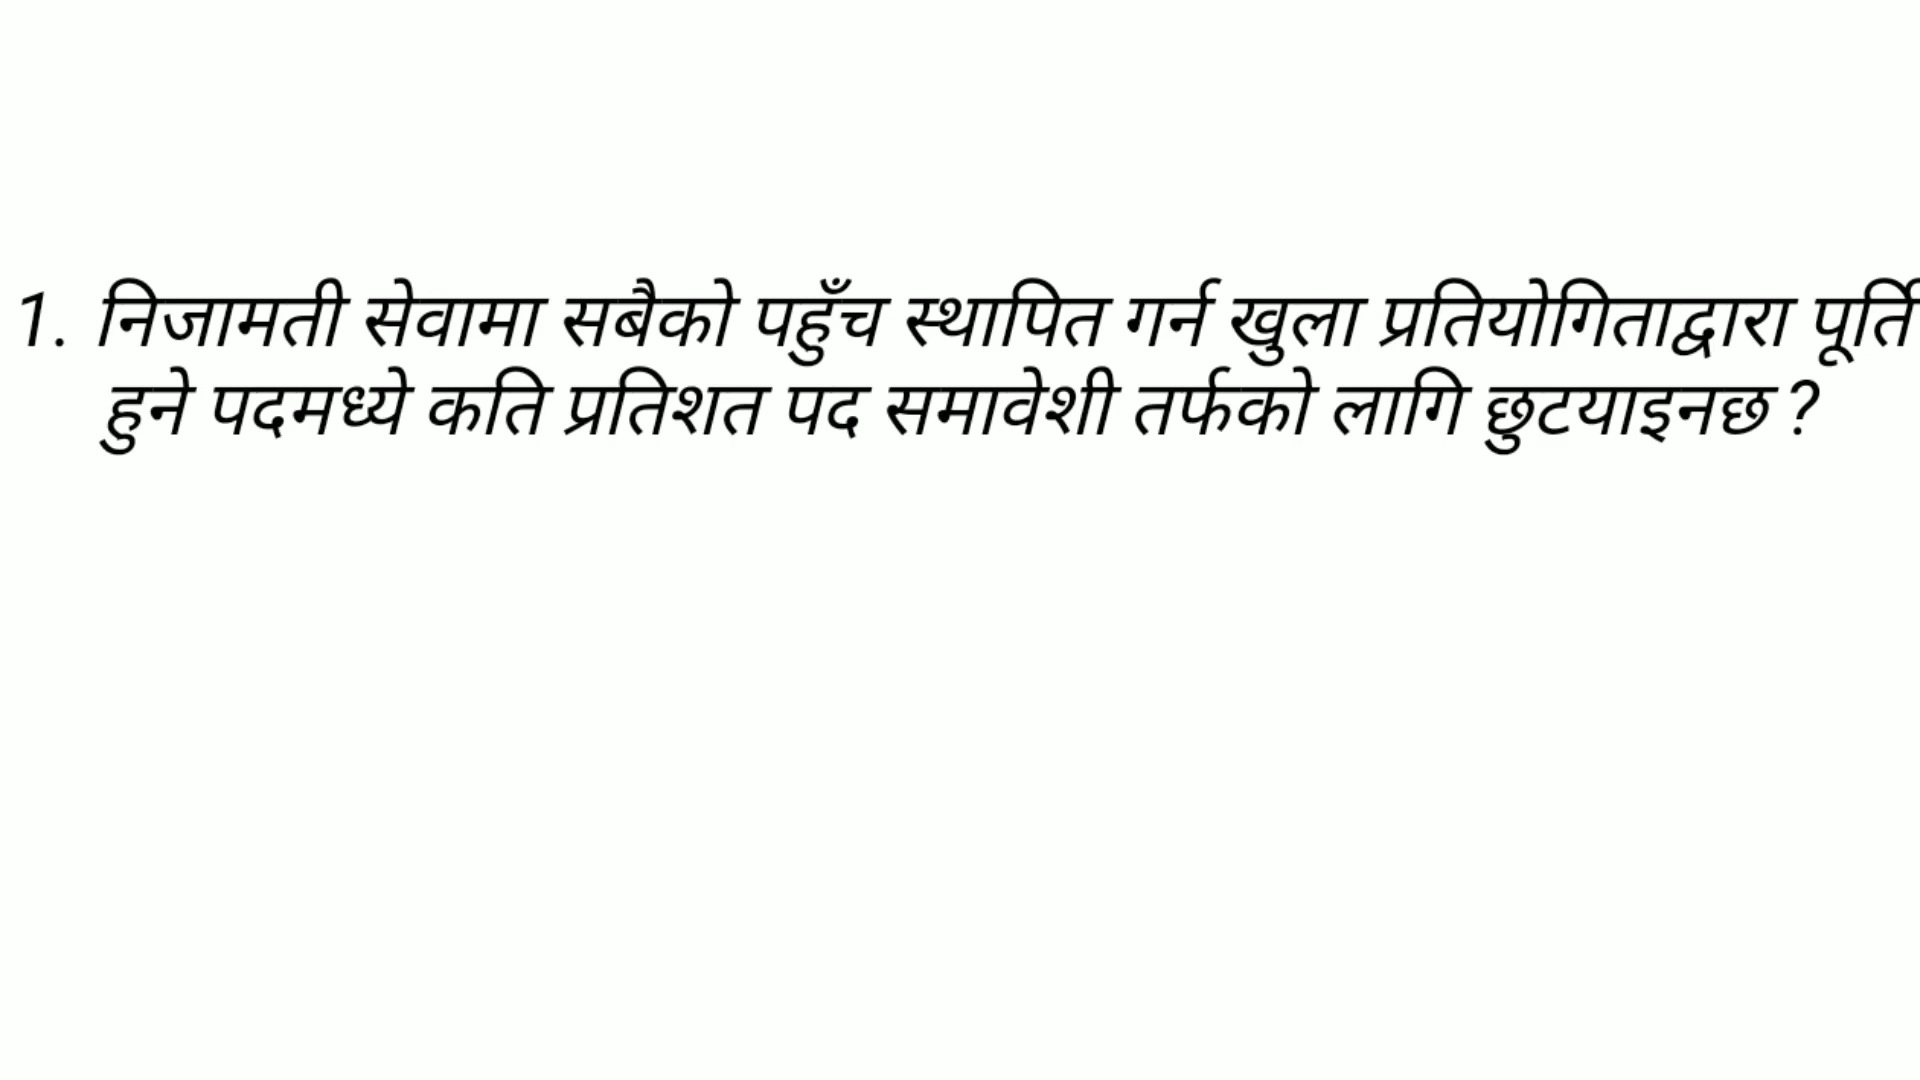 1. निजामती सेवामा सबैको पहुँच स्थापित गर्न खुला प्रतियोगिताद्वारा पूर्ति
हुने पदमध्ये कति प्रतिशत पद समावेशी तर्फको लागि छुटयाइनछ ?